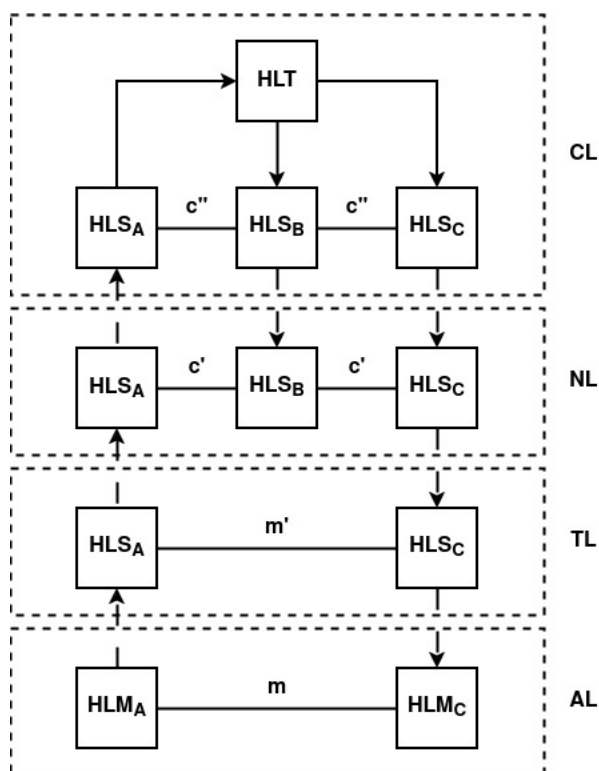 HLT
CL
c" c"
HLSA HLSB HLSC
c' c'
HLSA HLSB HLSC
NL
m'
HLSA HLSC
TL
m
HLMA HLMC
AL